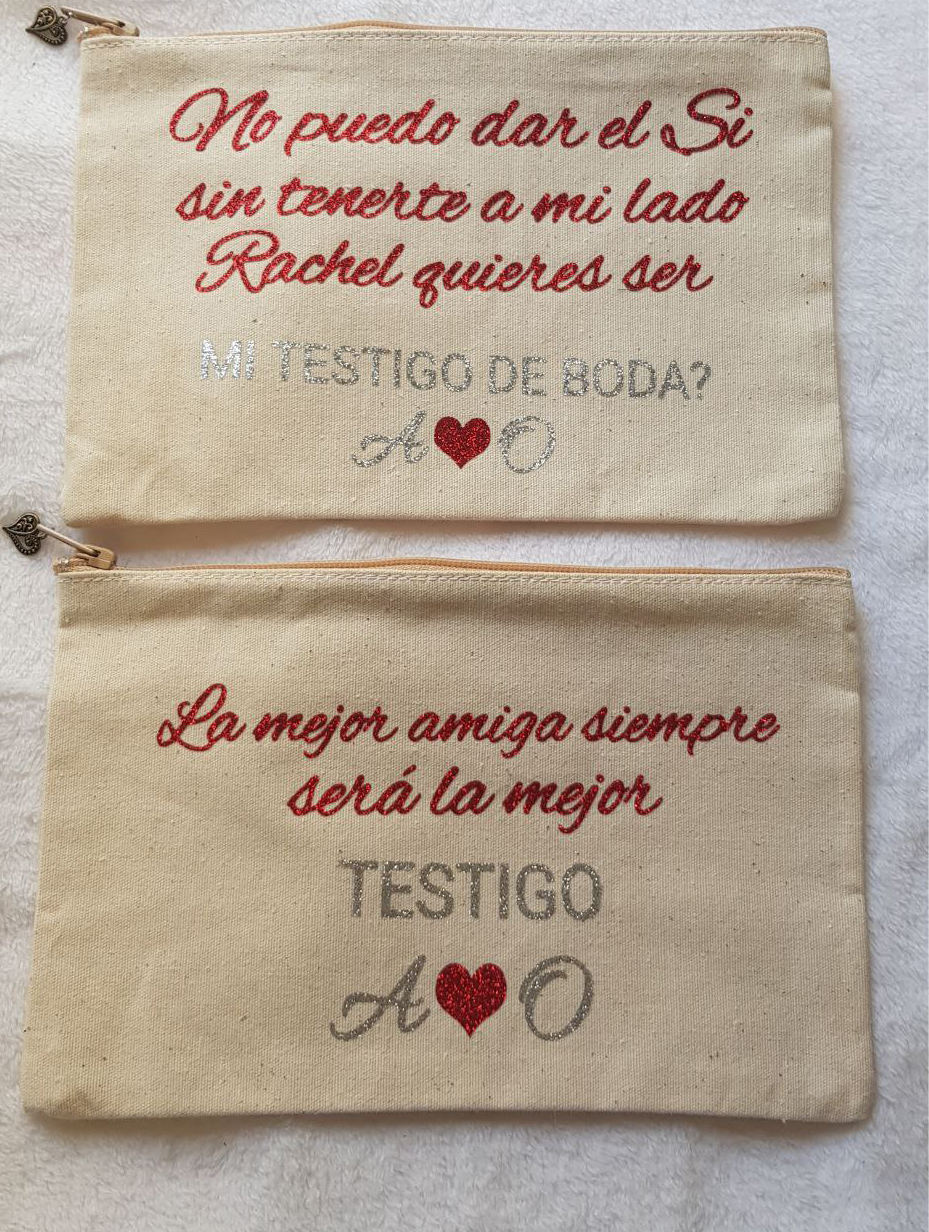 No puedo dar el Si
sin tenerte a mi lado
Rachel quieres ser
MI TESTIGO DE BODA?
A♥O
La mejor amiga siempre
será la mejor
TESTIGO
A♥O